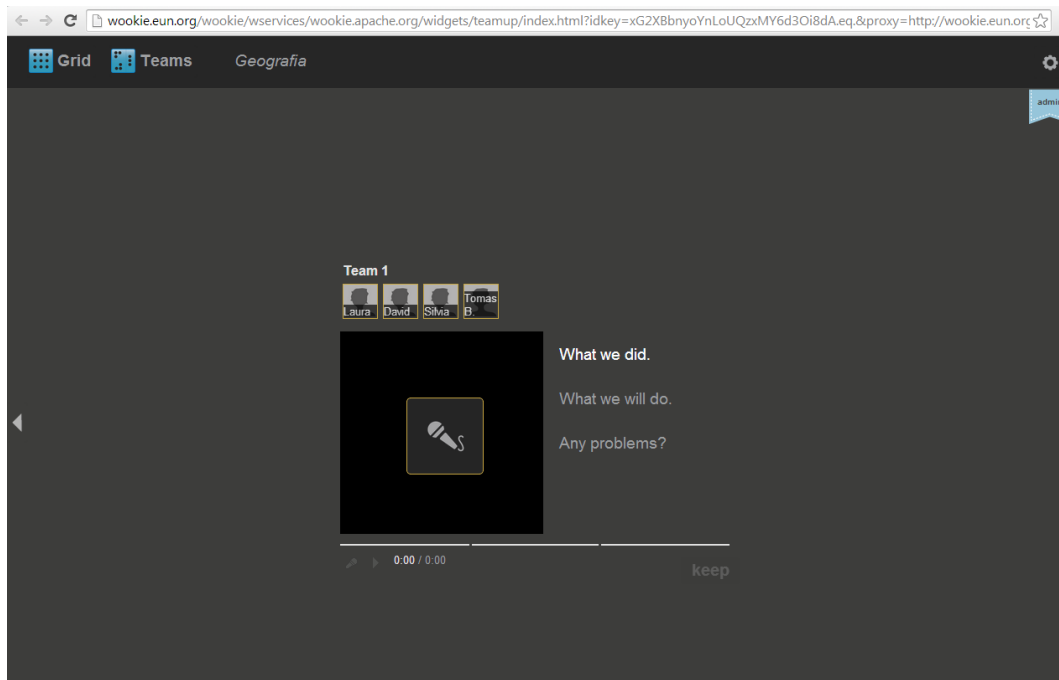 wookie.eun.org/wookie/wservices/wookie.apache.org/widgets/teamup/index.html?idkey=xG2XBbnyoYnLoUQzxMY6d3Oi8dA.eq.&proxy=http://wookie.eun.org
Grid Teams Geografia
admi
Team 1
Laura David Silvia Tomas B.
What we did.
What we will do.
Any problems?
0:00 / 0:00
keep